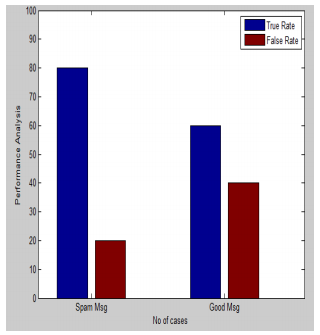 100
90
80
70
60
50
40
30
20
10
0
Performance Analysis
True Rate
False Rate
Spam Msg
Good Msg
No of cases